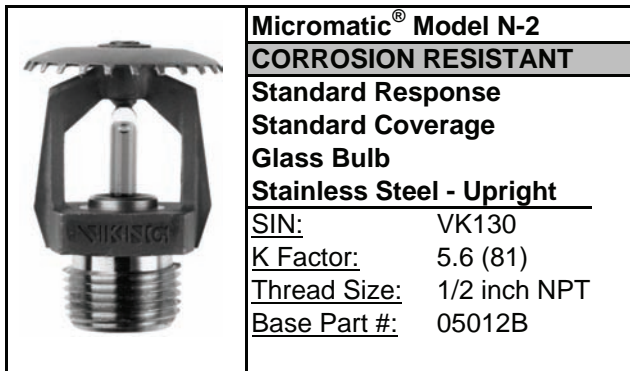 Micromatic® Model N-2
CORROSION RESISTANT
Standard Response
Standard Coverage
Glass Bulb
Stainless Steel - Upright
SIN: VK130
K Factor: 5.6 (81)
Thread Size: 1/2 inch NPT
Base Part #: 05012B
VIKING